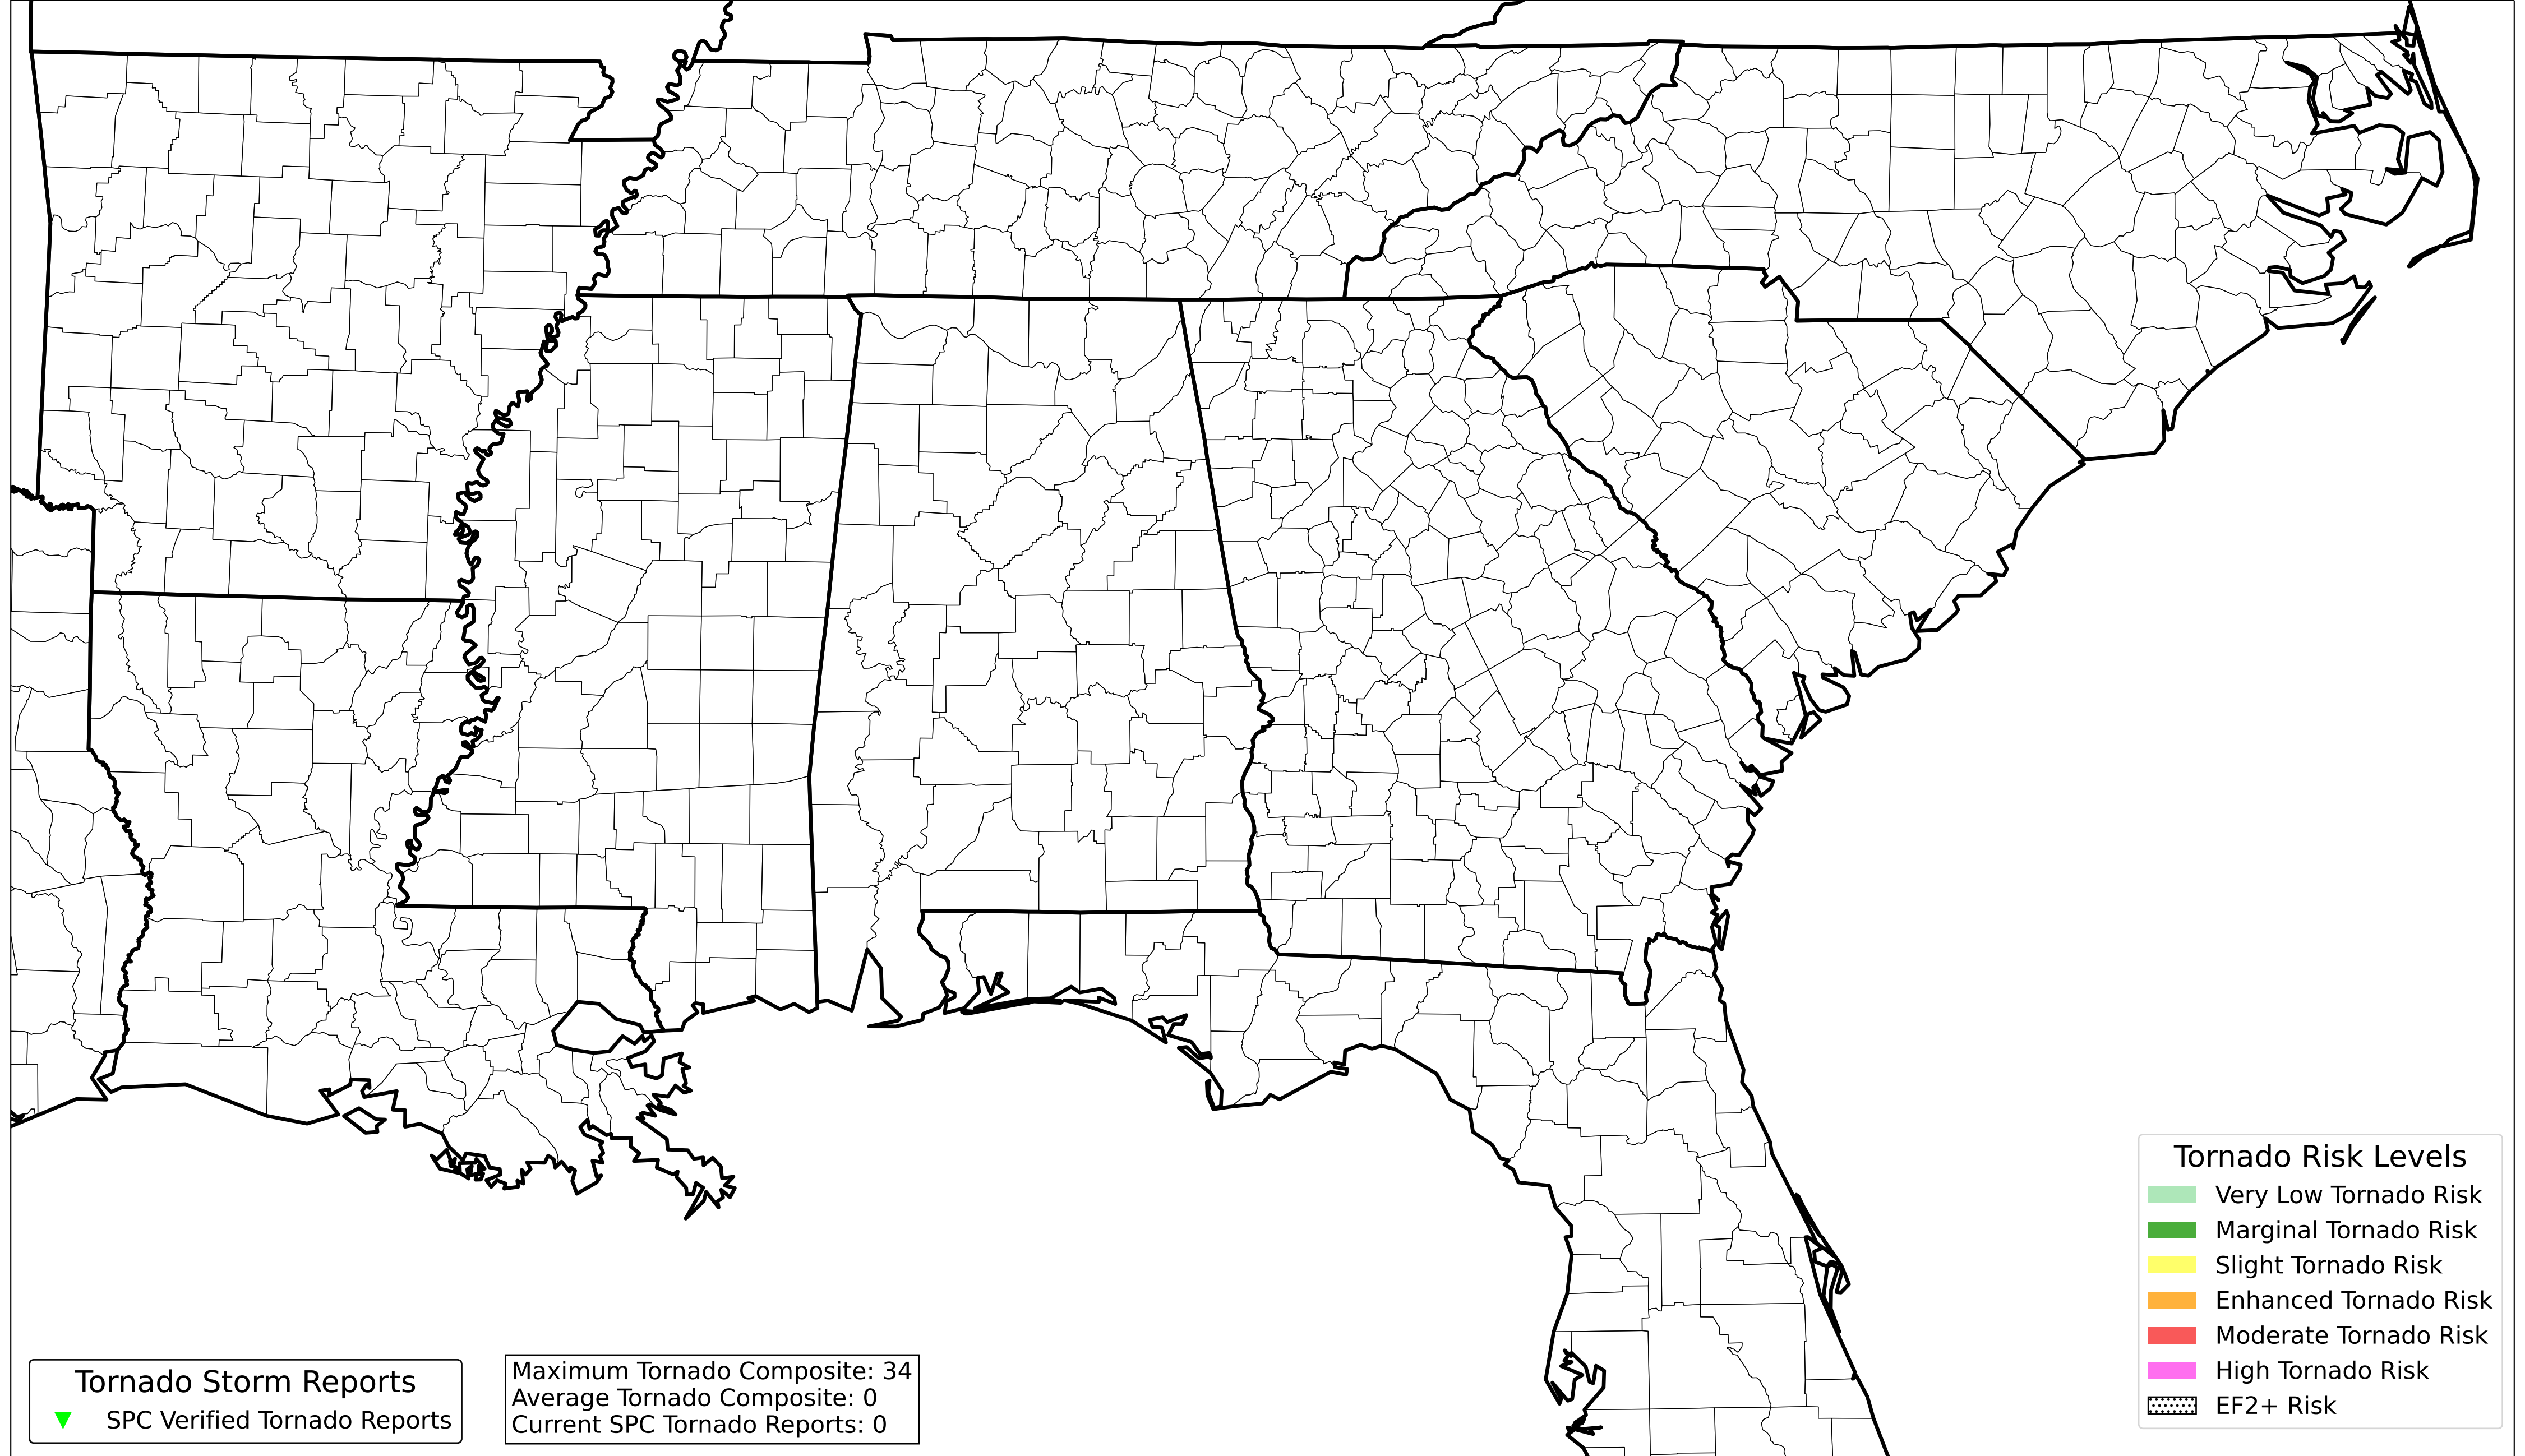 Tornado Storm Reports
SPC Verified Tornado Reports
Maximum Tornado Composite: 34
Average Tornado Composite: 0
Current SPC Tornado Reports: 0
Tornado Risk Levels
Very Low Tornado Risk
Marginal Tornado Risk
Slight Tornado Risk
Enhanced Tornado Risk
Moderate Tornado Risk
High Tornado Risk
EF2+ Risk